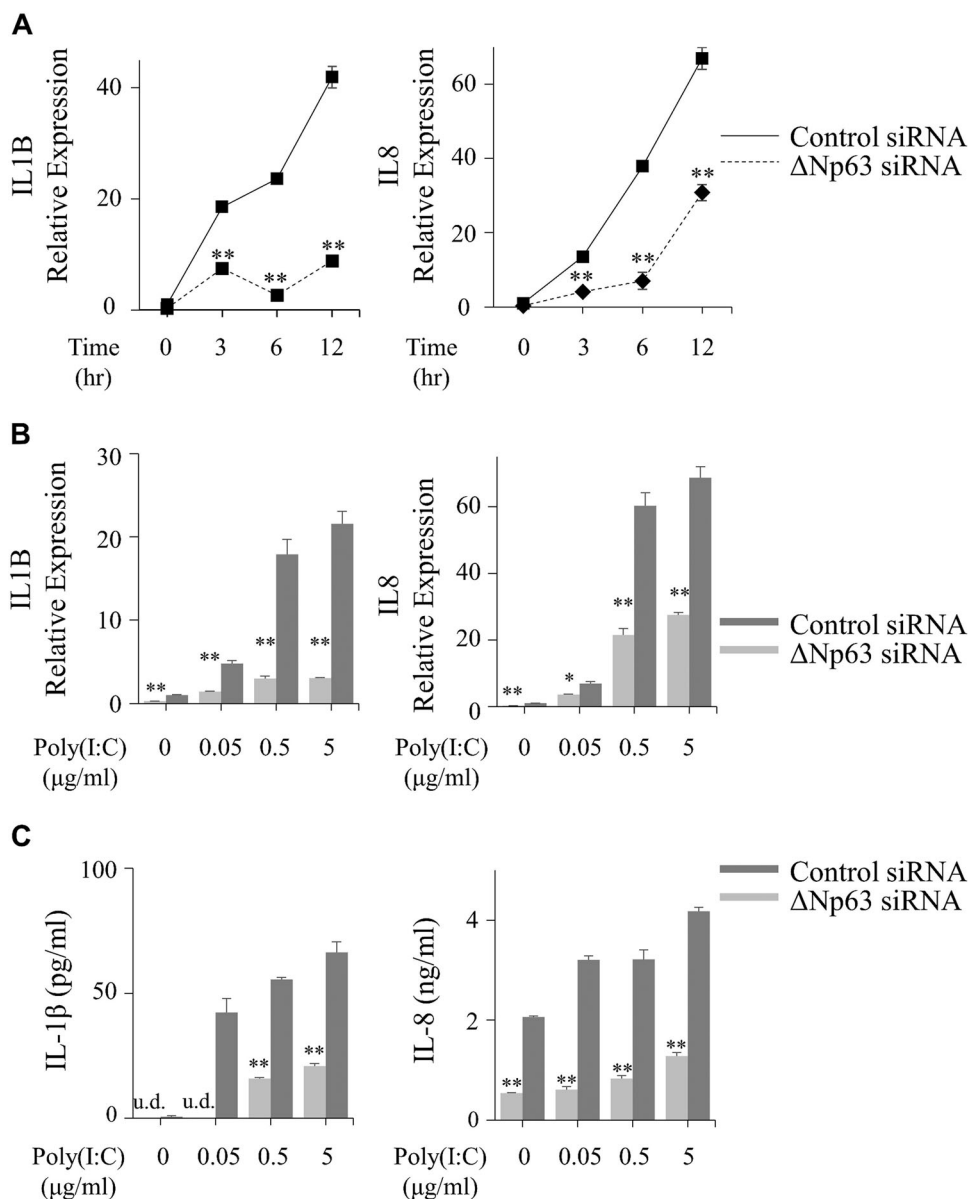 A
IL1B
Relative Expression
40
20
0
**
**
**
Time
(hr)
0 3 6 12
IL8
Relative Expression
60
40
20
0
**
**
**
Time
(hr)
0 3 6 12
Control siRNA
ΔNp63 siRNA
B
IL1B
Relative Expression
30
20
10
0
**
**
**
**
Poly(I:C)
(μg/ml)
0 0.05 0.5 5
IL8
Relative Expression
60
40
20
0
**
*
**
**
Poly(I:C)
(μg/ml)
0 0.05 0.5 5
Control siRNA
ΔNp63 siRNA
C
IL-1β (pg/ml)
100
50
0
u.d. u.d.
**
**
Poly(I:C)
(μg/ml)
0 0.05 0.5 5
IL-8 (ng/ml)
4
2
0
**
**
**
**
Poly(I:C)
(μg/ml)
0 0.05 0.5 5
Control siRNA
ΔNp63 siRNA